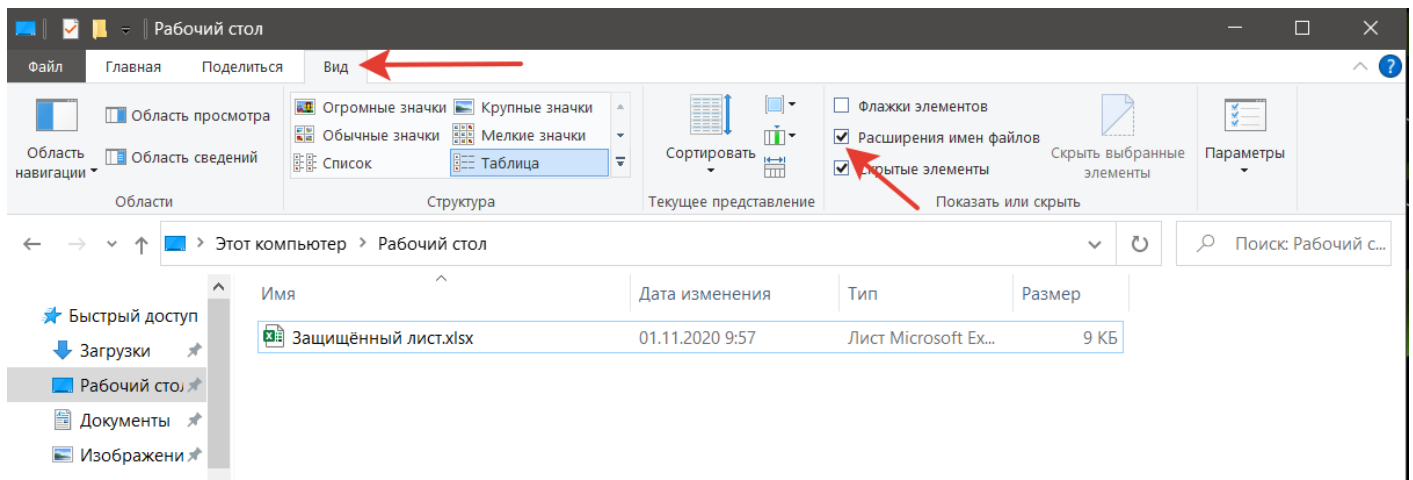 Рабочий стол
Файл Главная Поделиться Вид ?
Огромные значки Крупные значки Флажки элементов
Область просмотра
Обычные значки Мелкие значки Расширения имен файлов
Область навигации Область сведений Список Таблица Сортировать Скрытые элементы Скрыть выбранные элементы Параметры
Области Структура Текущее представление Показать или скрыть
Этот компьютер Рабочий стол Поиск: Рабочий с...
Имя Дата изменения Тип Размер
Быстрый доступ
Защищённый лист.xlsx 01.11.2020 9:57 Лист Microsoft Ex... 9 КБ
Загрузки
Рабочий сто
Документы
Изображени